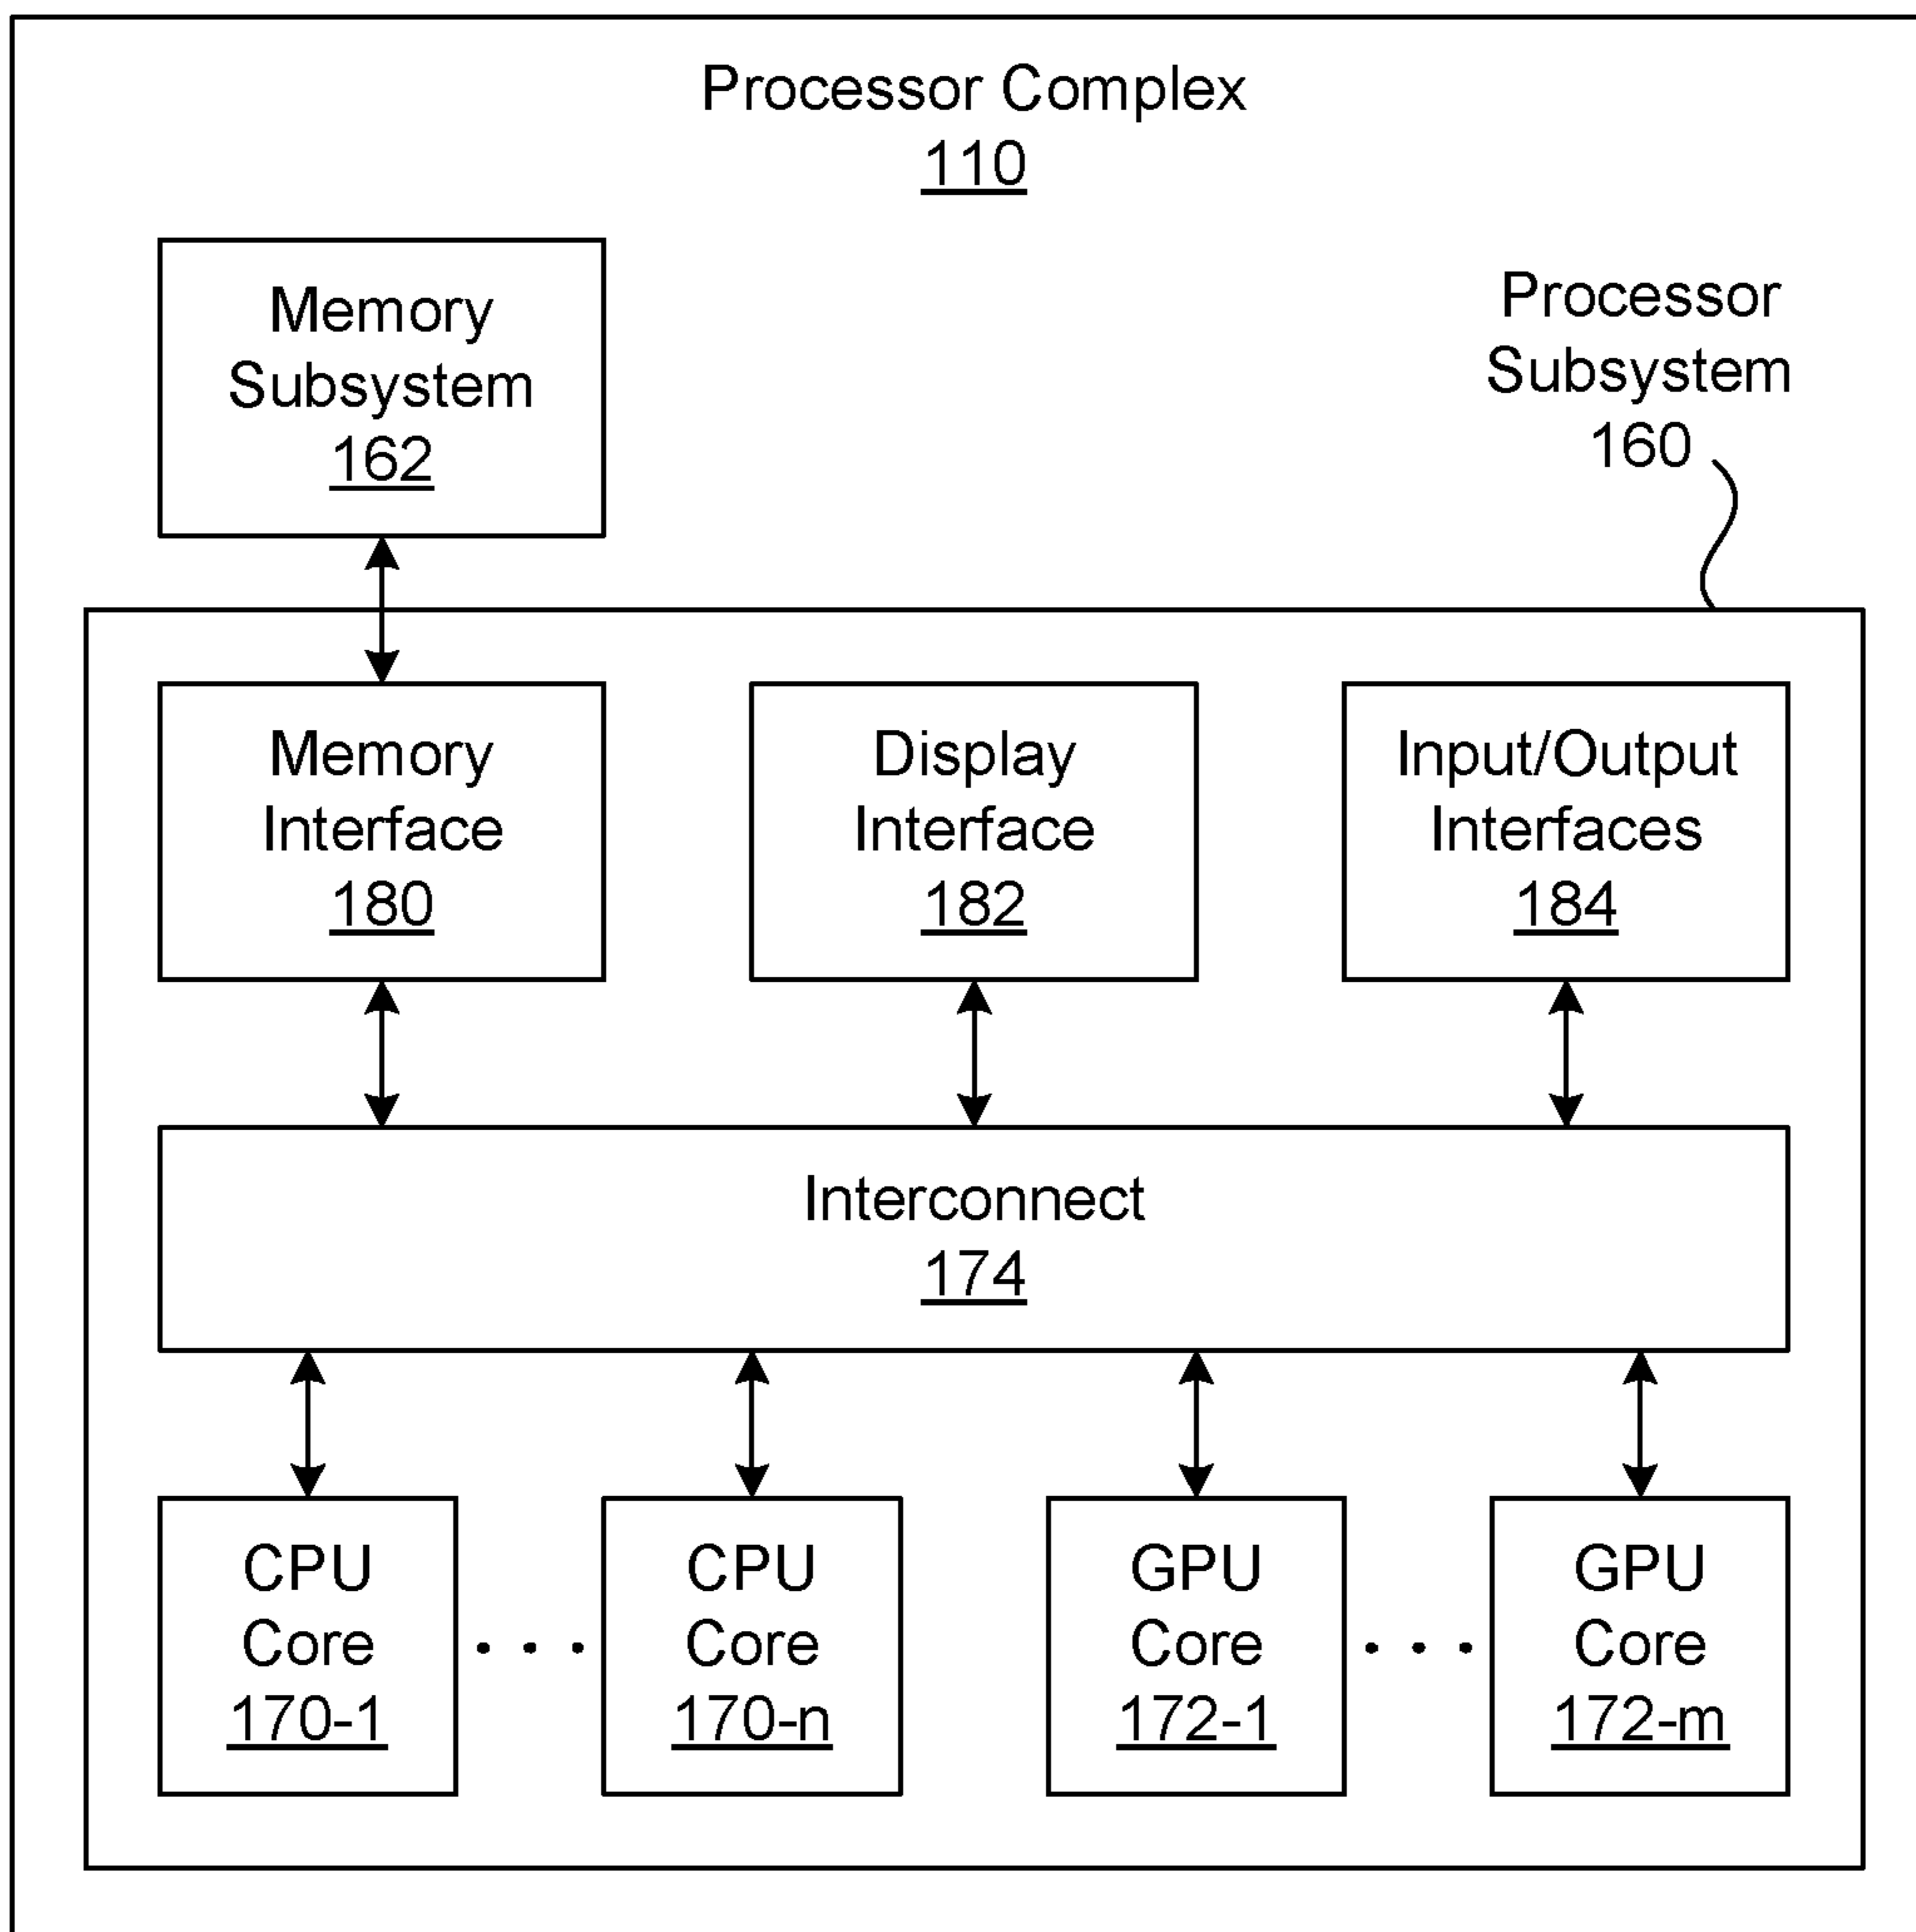 Processor Complex
110
Memory
Subsystem
162
Processor
Subsystem
160
Memory
Interface
180
Display
Interface
182
Input/Output
Interfaces
184
Interconnect
174
CPU
Core
170-1
. . .
CPU
Core
170-n
GPU
Core
172-1
. . .
GPU
Core
172-m